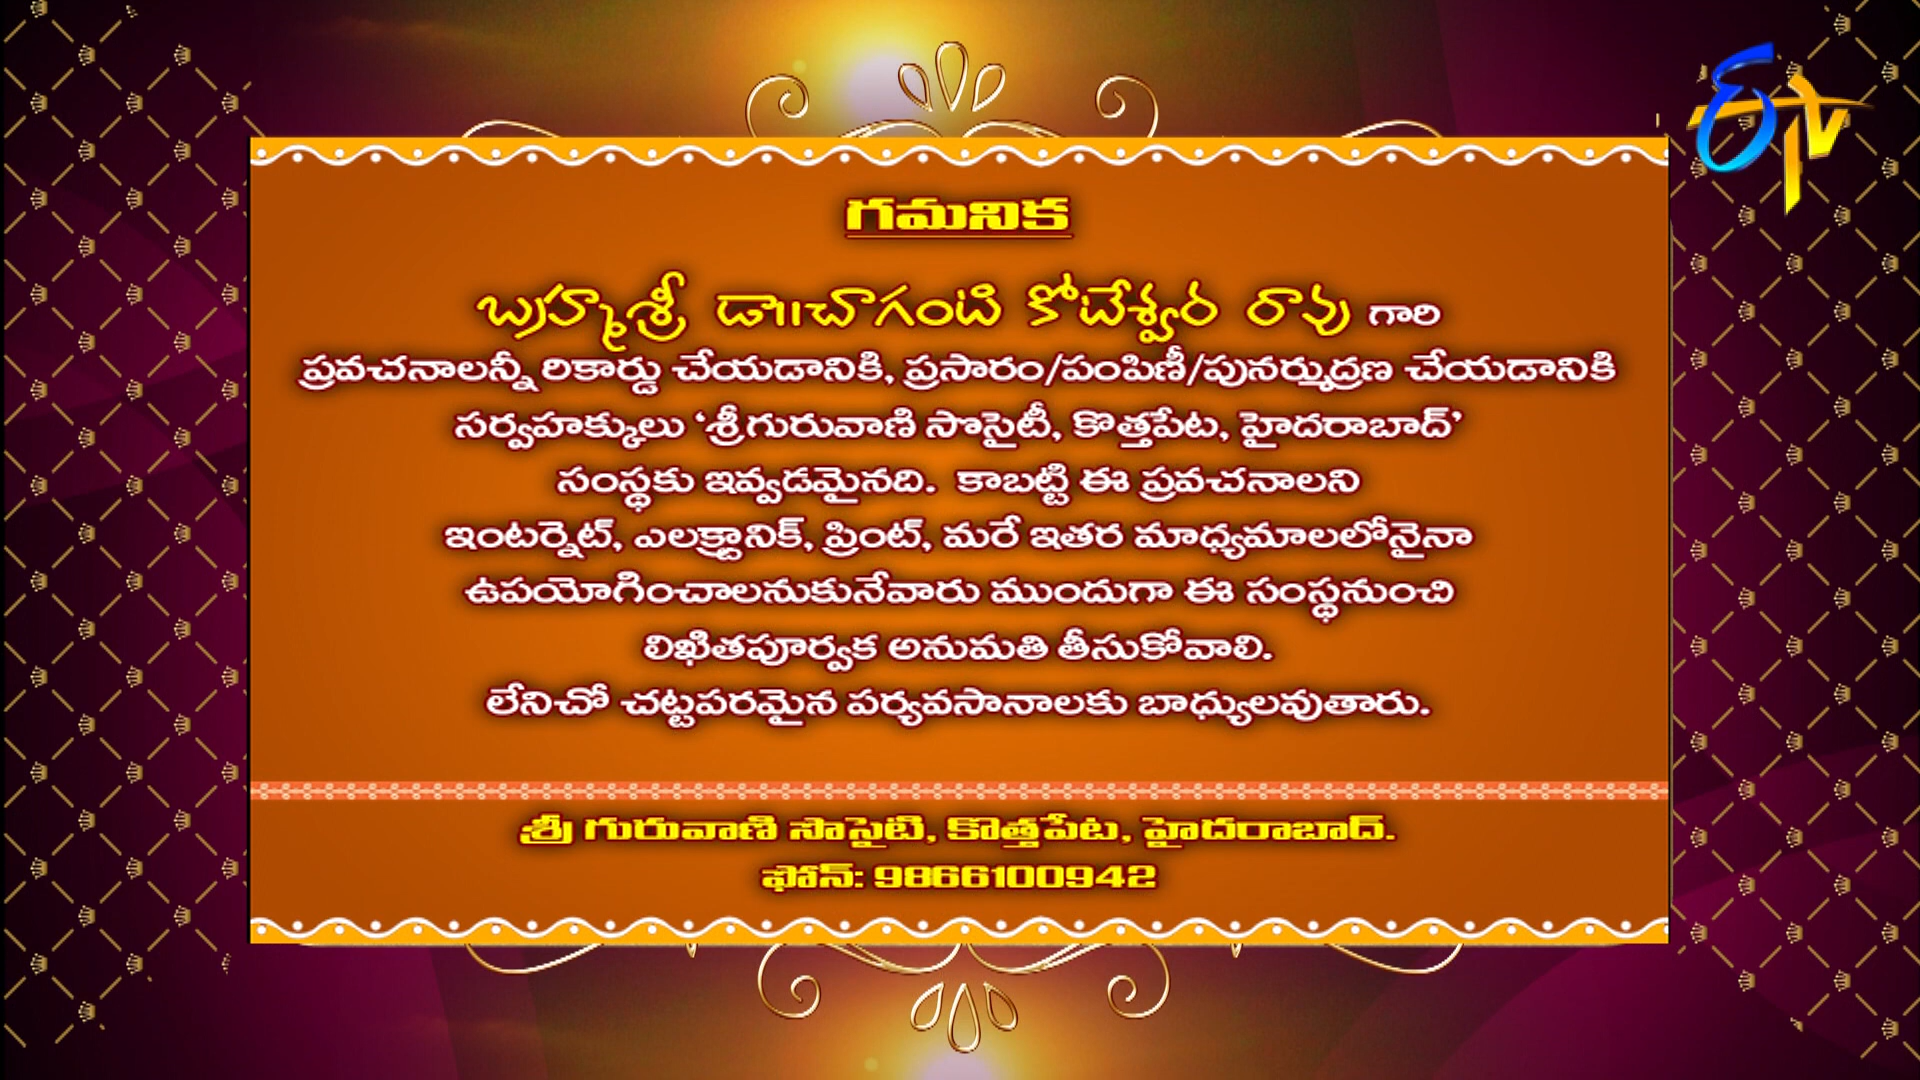 ETV
గమనిక
బ్రహ్మశ్రీ డా॥చాగంటి కోటేశ్వర రావు గారి
ప్రవచనాలన్నీ రికార్డు చేయడానికి, ప్రసారం/పంపిణీ/పునర్ముద్రణ చేయడానికి
సర్వహక్కులు ‘శ్రీగురువాణి సొసైటీ, కొత్తపేట, హైదరాబాద్’
సంస్థకు ఇవ్వడమైనది. కాబట్టి ఈ ప్రవచనాలని
ఇంటర్నెట్, ఎలక్ట్రానిక్, ప్రింట్, మరే ఇతర మాధ్యమాలలోనైనా
ఉపయోగించాలనుకునేవారు ముందుగా ఈ సంస్థనుంచి
లిఖితపూర్వక అనుమతి తీసుకోవాలి.
లేనిచో చట్టపరమైన పర్యవసానాలకు బాధ్యులవుతారు.
శ్రీ గురువాణి సొసైటి, కొత్తపేట, హైదరాబాద్.
ఫోన్: 9866100942